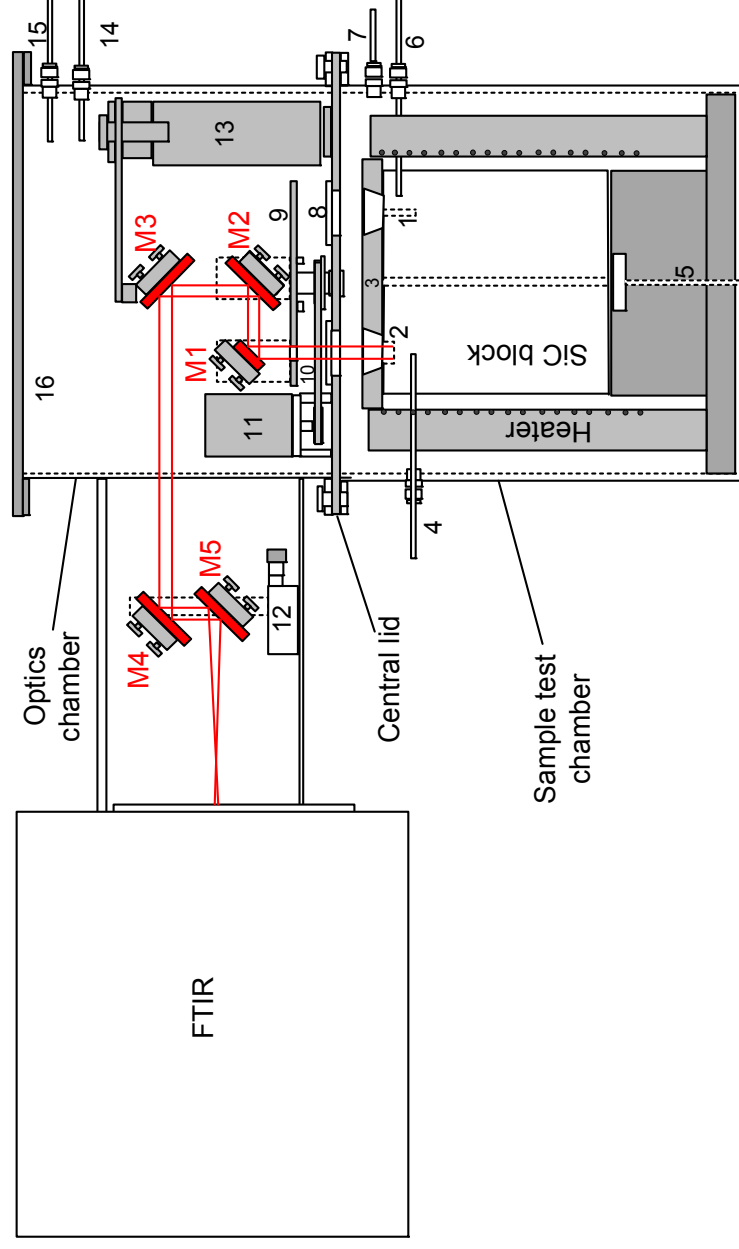 15
14
7
6
13
M3
M2
9
8
16
M1
10
11
1
3
2
5
SiC block
Heater
4
M4
M5
12
Optics
chamber
Central lid
Sample test
chamber
FTIR